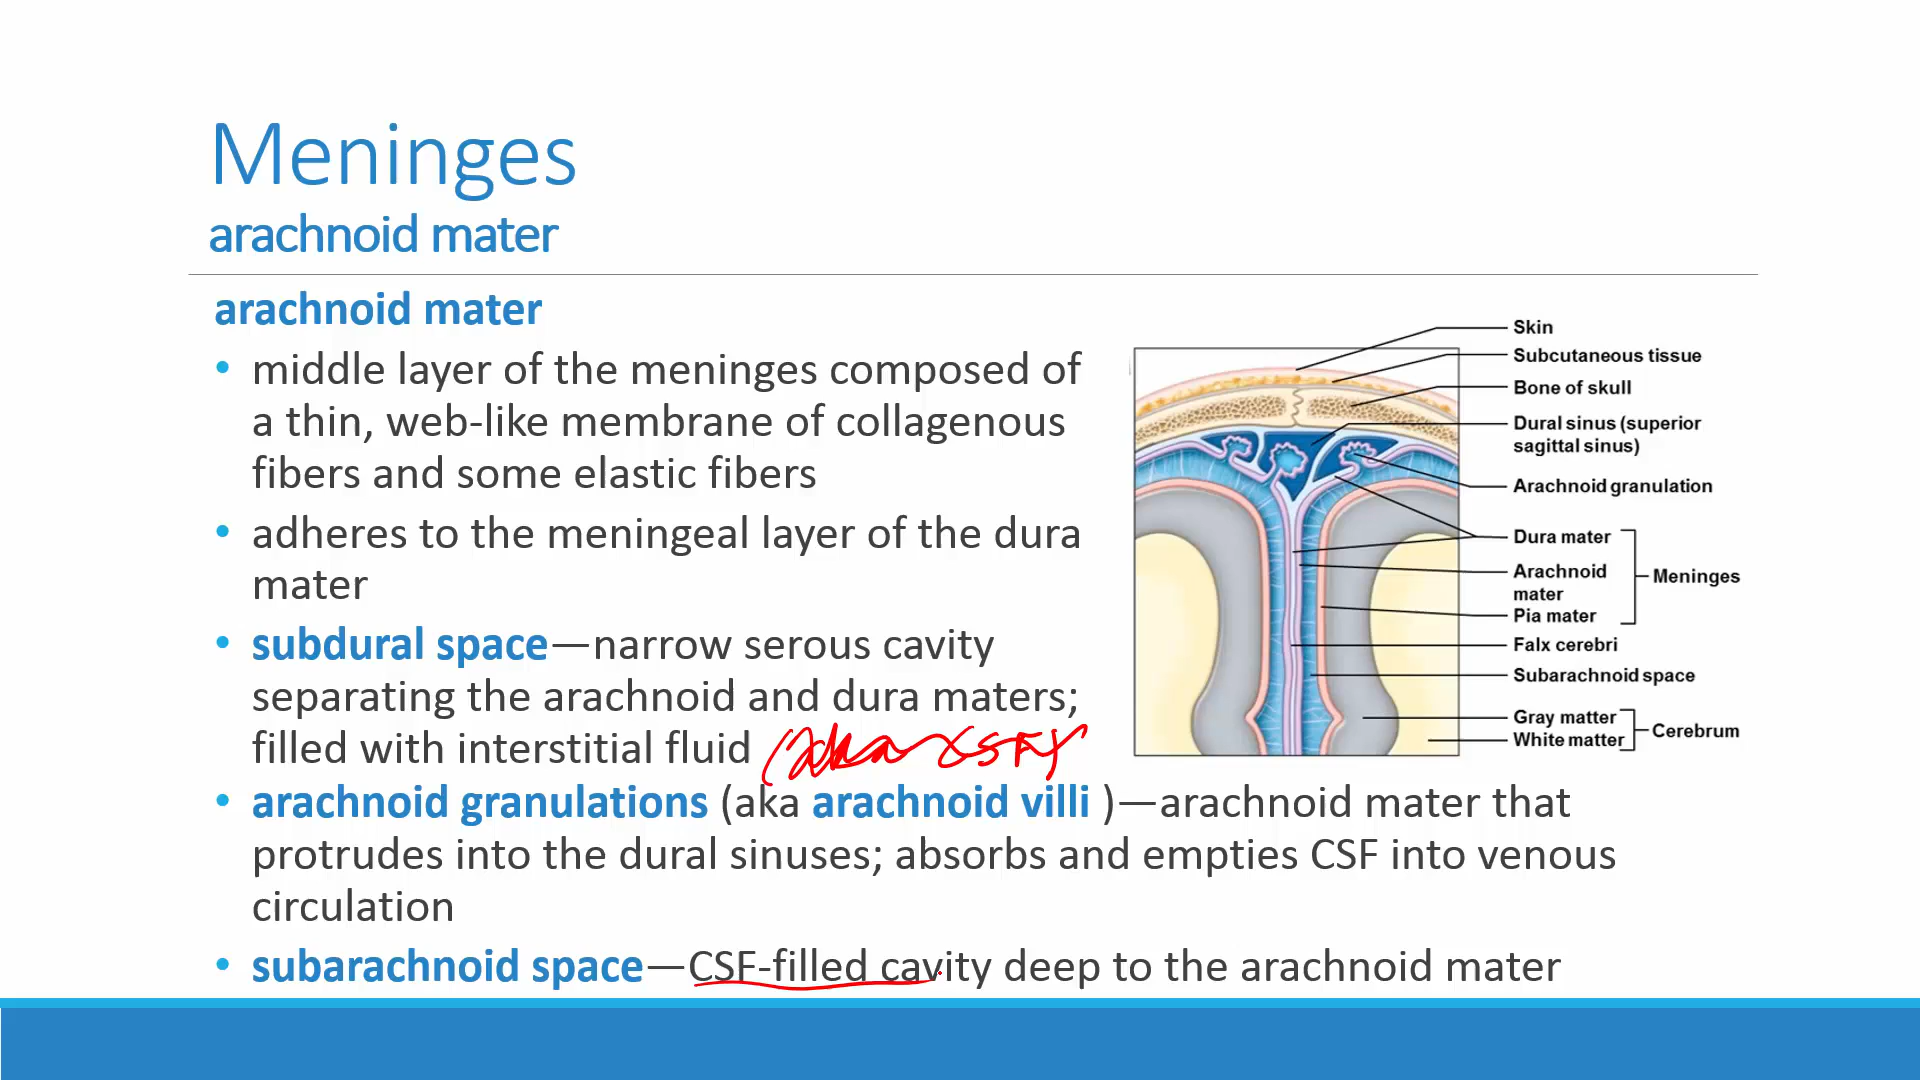 Meninges
arachnoid mater
arachnoid mater
• middle layer of the meninges composed of
a thin, web-like membrane of collagenous
fibers and some elastic fibers
• adheres to the meningeal layer of the dura
mater
• subdural space—narrow serous cavity
separating the arachnoid and dura maters;
filled with interstitial fluid (aka CSF)
• arachnoid granulations (aka arachnoid villi )—arachnoid mater that
protrudes into the dural sinuses; absorbs and empties CSF into venous
circulation
• subarachnoid space—CSF-filled cavity deep to the arachnoid mater
Skin
Subcutaneous tissue
Bone of skull
Dural sinus (superior
sagittal sinus)
Arachnoid granulation
Dura mater
Arachnoid
mater
Pia mater
Meninges
Falx cerebri
Subarachnoid space
Gray matter
White matter
Cerebrum